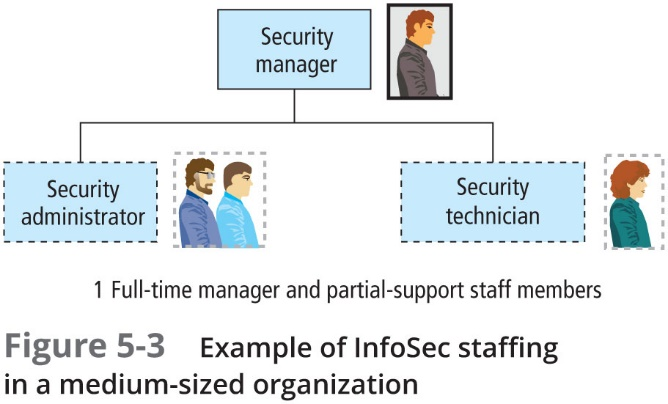 Security
manager
Security
administrator
Security
technician
1 Full-time manager and partial-support staff members
Figure 5-3 Example of InfoSec staffing
in a medium-sized organization